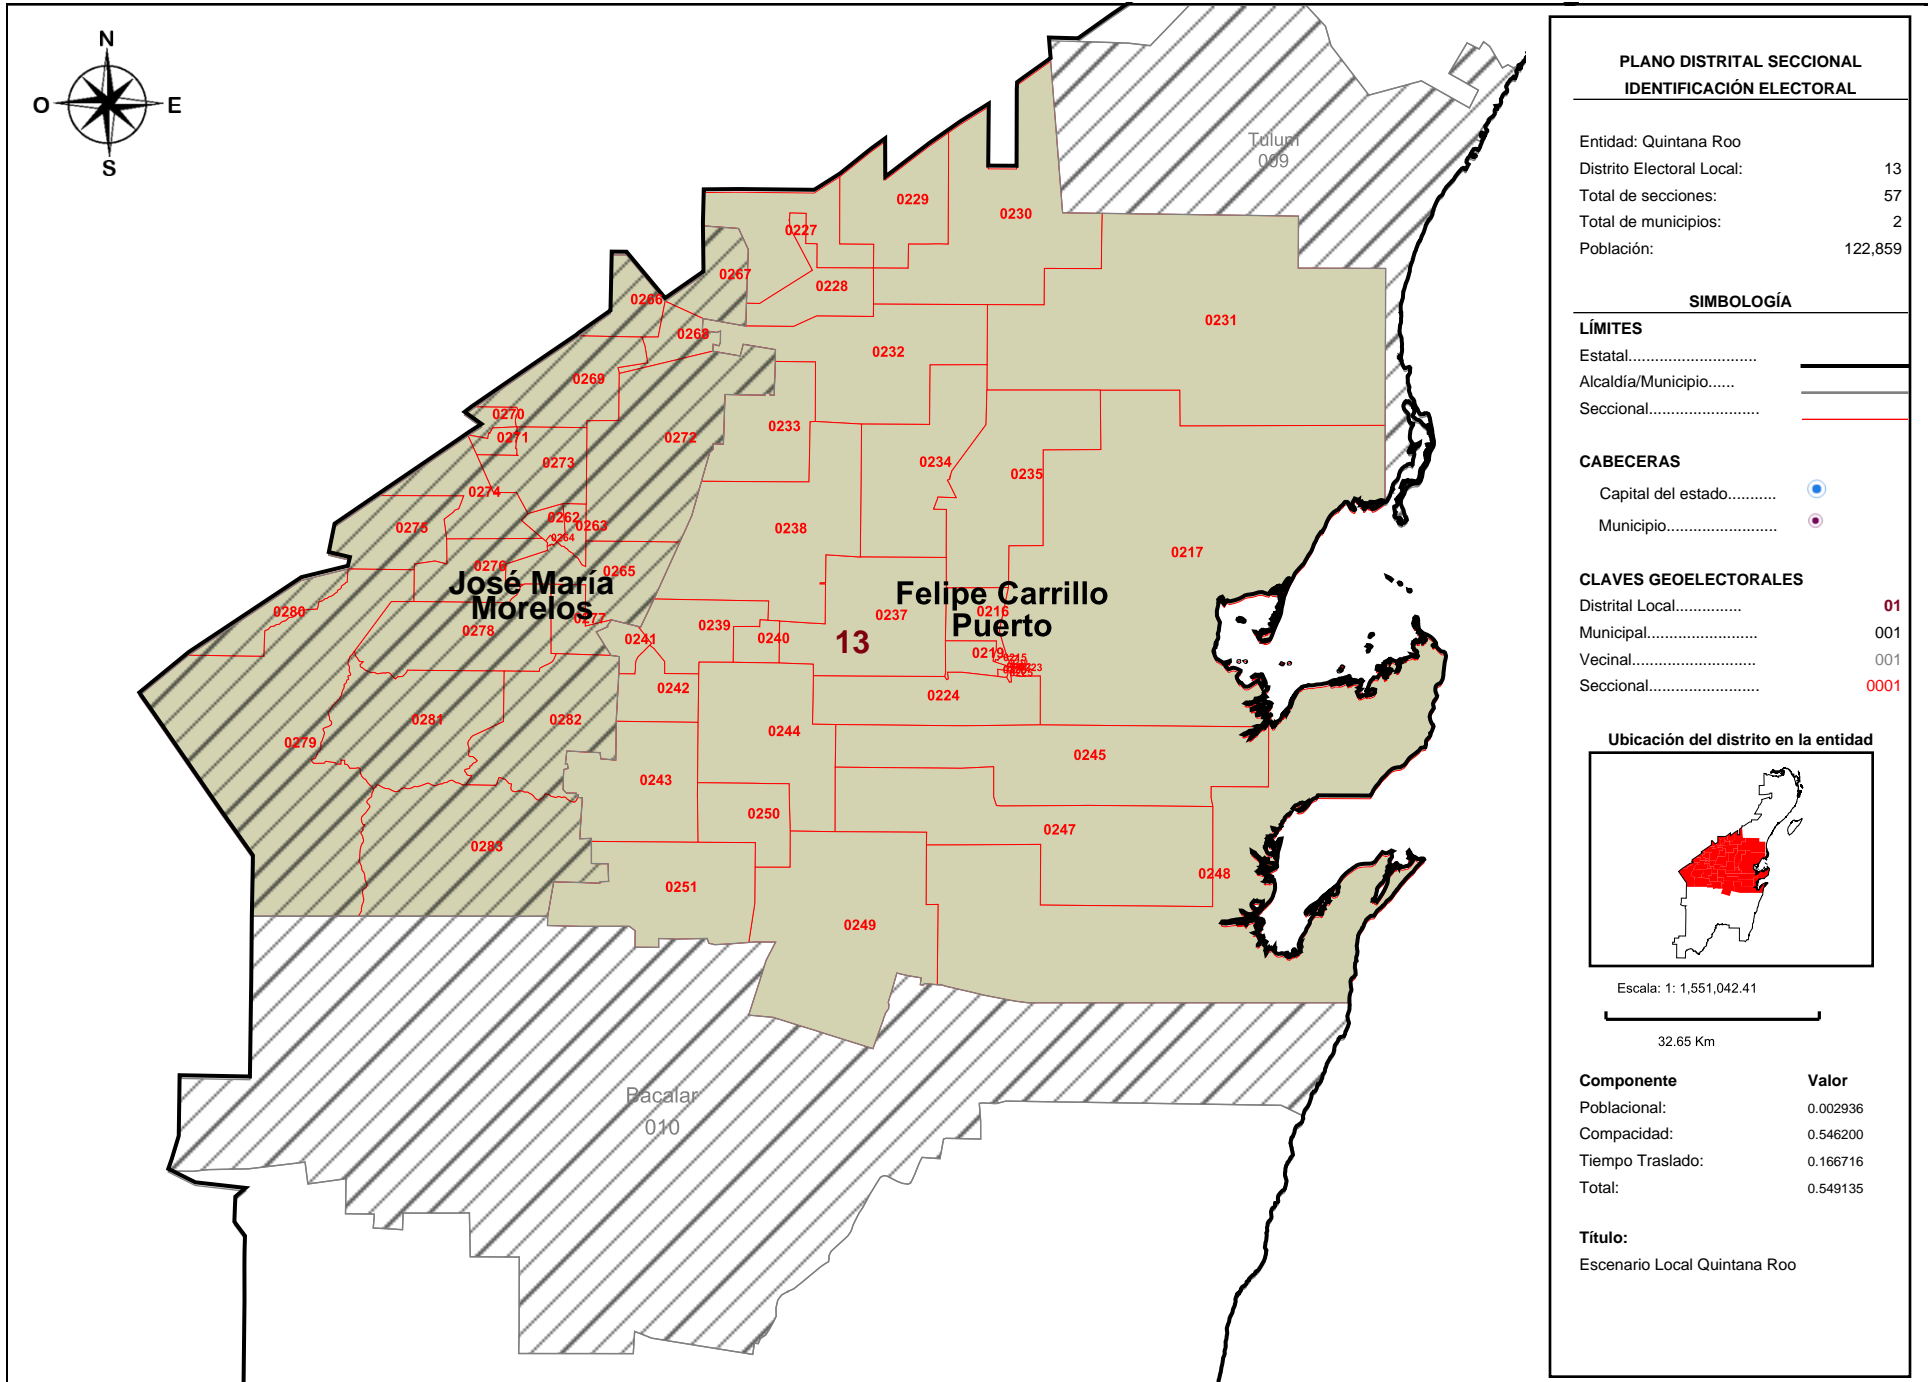 N
O
E
S
Tulum
009
0229
0230
0227
0267
0228
0266
0268
0231
0232
0269
0270
0271
0272
0233
0273
0234
0235
0274
0275
0262
0263
0264
0238
0217
0276
0265
José María
Morelos
Felipe Carrillo
Puerto
0280
0277
0278
0237
0216
0239
0240
0241
13
0219
0215
0242
0224
0281
0282
0279
0244
0245
0243
0250
0247
0283
0251
0248
0249
Bacalar
010
PLANO DISTRITAL SECCIONAL
IDENTIFICACIÓN ELECTORAL
Entidad: Quintana Roo
Distrito Electoral Local: 13
Total de secciones: 57
Total de municipios: 2
Población: 122,859
SIMBOLOGÍA
LÍMITES
Estatal.............................
Alcaldía/Municipio......
Seccional.........................
CABECERAS
Capital del estado...........
Municipio.........................
CLAVES GEOELECTORALES
Distrital Local............... 01
Municipal......................... 001
Vecinal............................ 001
Seccional......................... 0001
Ubicación del distrito en la entidad
Escala: 1: 1,551,042.41
32.65 Km
Componente Valor
Poblacional: 0.002936
Compacidad: 0.546200
Tiempo Traslado: 0.166716
Total: 0.549135
Título:
Escenario Local Quintana Roo